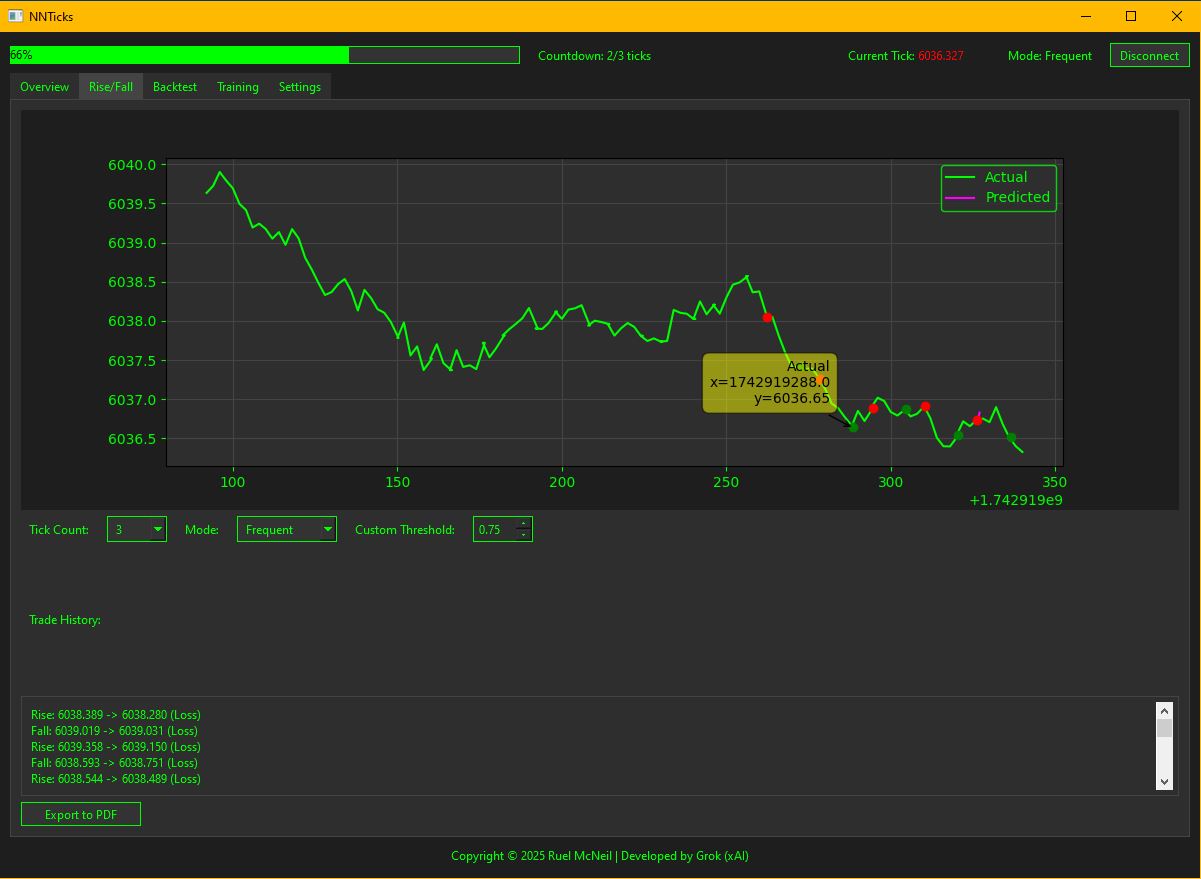 NNTicks
66% Countdown: 2/3 ticks Current Tick: 6036.327 Mode: Frequent Disconnect
Overview Rise/Fall Backtest Training Settings
6040.0
6039.5
6039.0
6038.5
6038.0
6037.5
6037.0
6036.5
Actual
Predicted
Actual
x=1742919288.0
y=6036.65
100 150 200 250 300 350
+1.742919e9
Tick Count: 3 Mode: Frequent Custom Threshold: 0.75
Trade History:
Rise: 6038.389 -> 6038.280 (Loss)
Fall: 6039.019 -> 6039.031 (Loss)
Rise: 6039.358 -> 6039.150 (Loss)
Fall: 6038.593 -> 6038.751 (Loss)
Rise: 6038.544 -> 6038.489 (Loss)
Export to PDF
Copyright © 2025 Ruel McNeil | Developed by Grok (xAI)